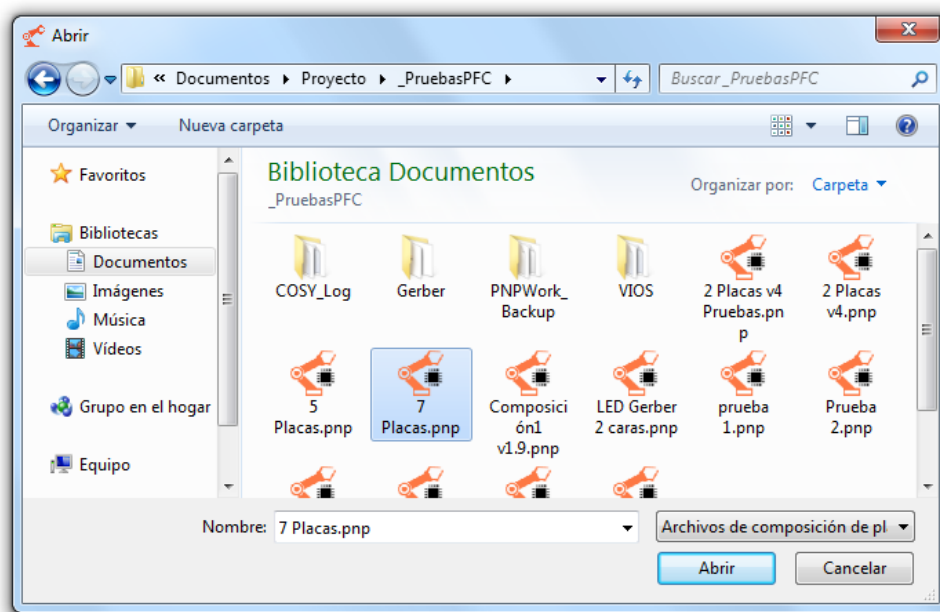 Abrir
« Documentos ▸ Proyecto ▸ _PruebasPFC ▸
Buscar_PruebasPFC
Organizar
Nueva carpeta
Favoritos
Bibliotecas
Documentos
Imágenes
Música
Vídeos
Grupo en el hogar
Equipo
Biblioteca Documentos
_PruebasPFC
Organizar por:
Carpeta
COSY_Log
Gerber
PNPWork_
Backup
VIOS
2 Placas v4
Pruebas.pn
p
2 Placas
v4.pnp
5
Placas.pnp
7
Placas.pnp
Composici
ón1
v1.9.pnp
LED Gerber
2 caras.pnp
prueba
1.pnp
Prueba
2.pnp
Nombre:
7 Placas.pnp
Archivos de composición de pl
Abrir
Cancelar